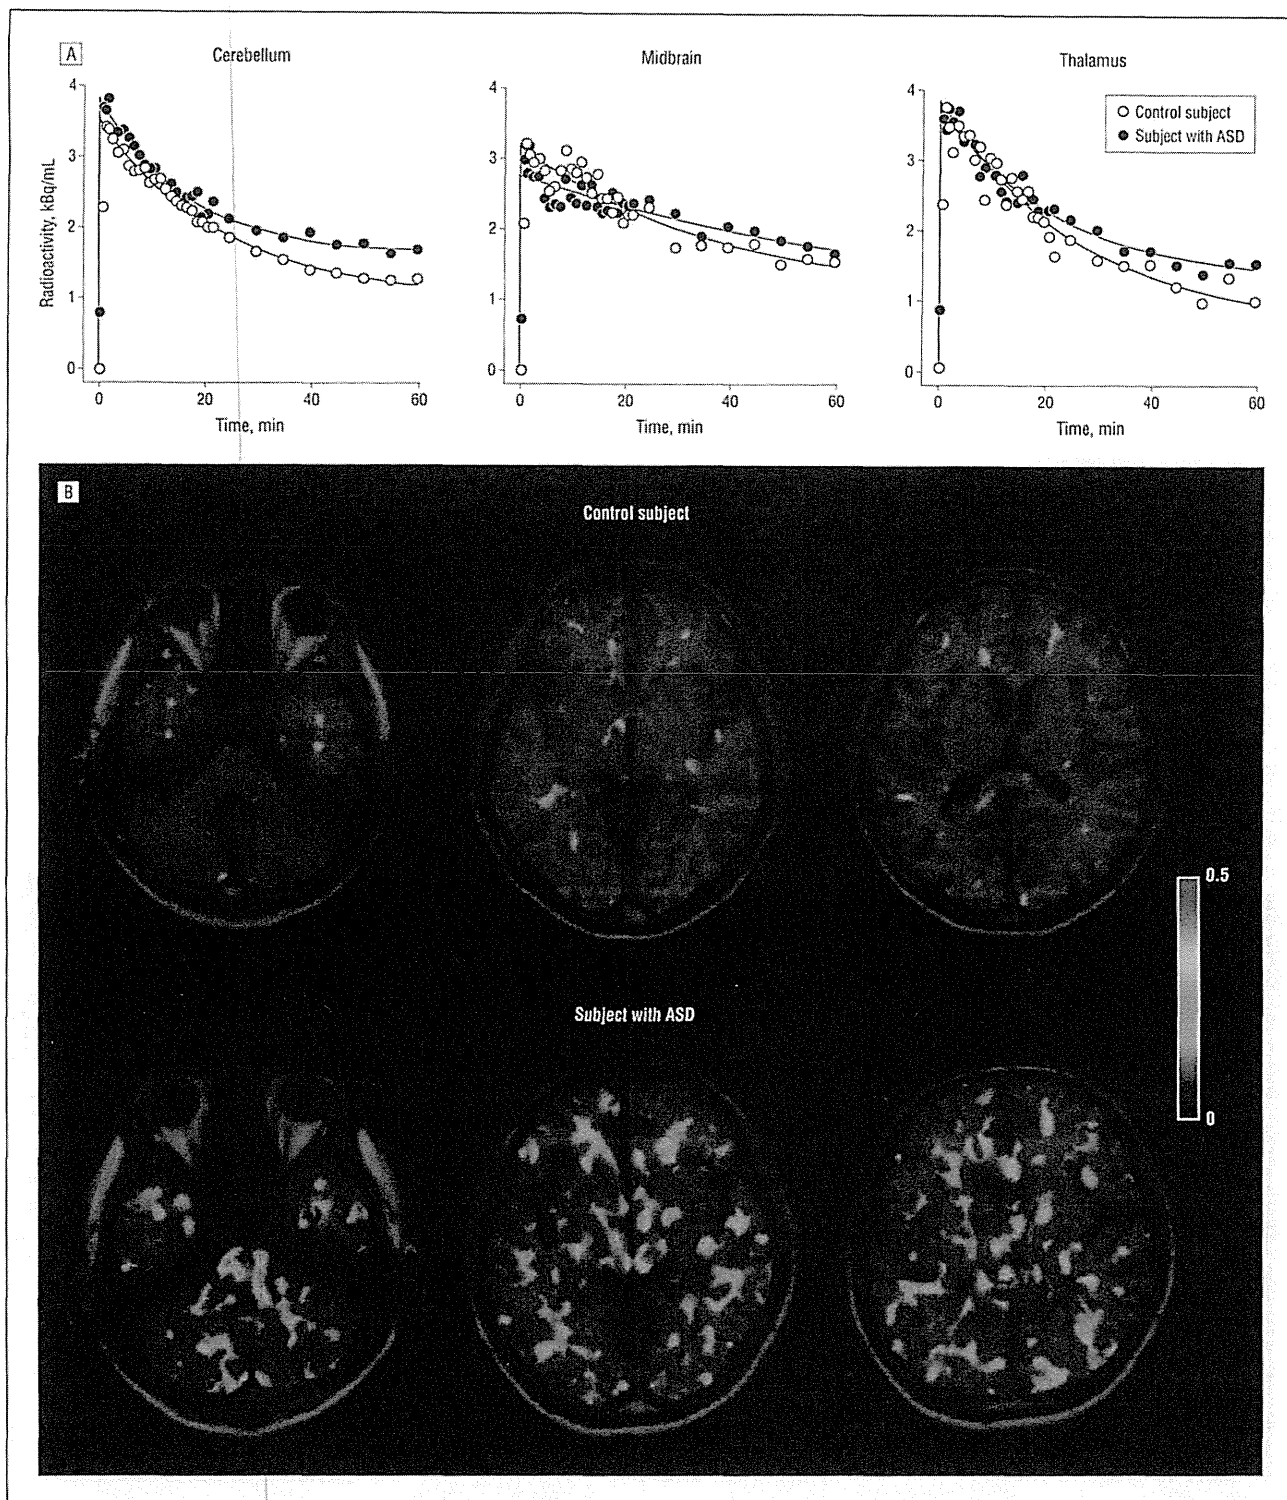 A
Cerebellum
Midbrain
Thalamus
Control subject
Subject with ASD
Radioactivity, kBq/mL
4
3
2
1
0
0 20 40 60
Time, min
4
3
2
1
0
0 20 40 60
Time, min
4
3
2
1
0
0 20 40 60
Time, min
B
Control subject
0.5
0
Subject with ASD